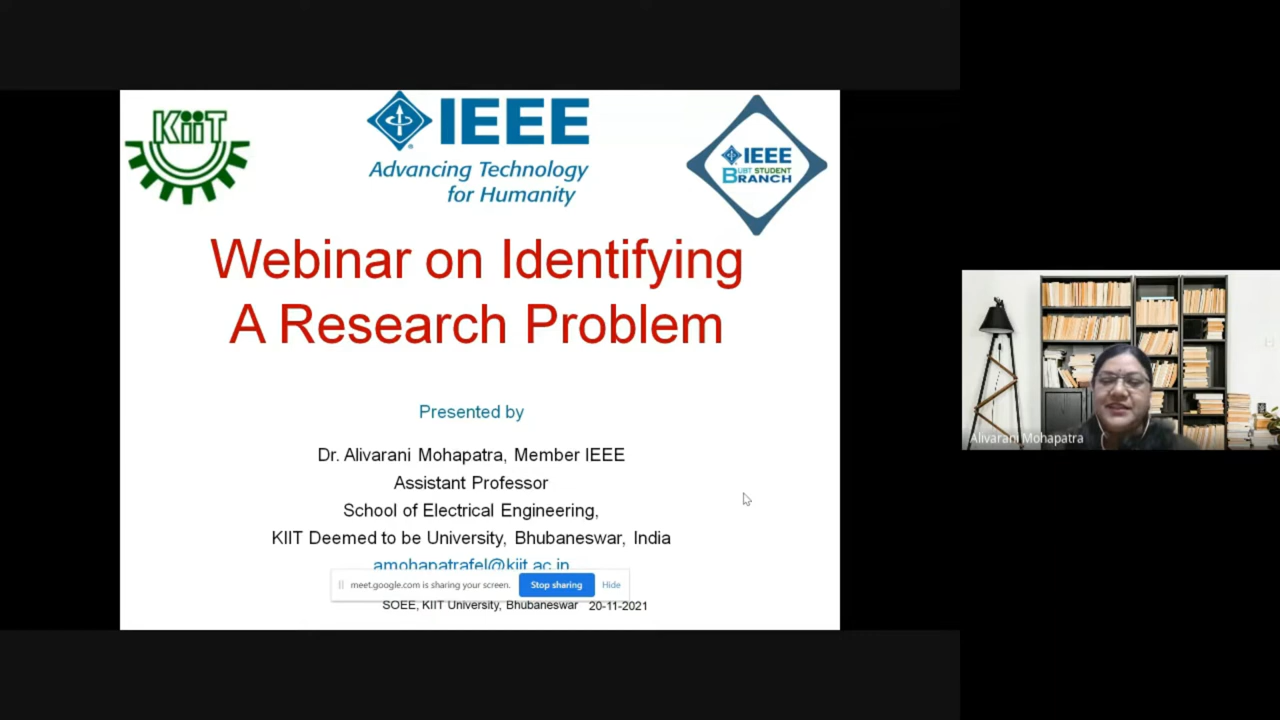 KiiT
IEEE
Advancing Technology
for Humanity
IEEE
UBT STUDENT
BRANCH
Webinar on Identifying
A Research Problem
Presented by
Dr. Alivarani Mohapatra, Member IEEE
Assistant Professor
School of Electrical Engineering,
KIIT Deemed to be University, Bhubaneswar, India
amohapatrafel@kiit.ac.in
meet.google.com is sharing your screen. Stop sharing Hide
SOEE, KIIT University, Bhubaneswar 20-11-2021
Alivarani Mohapatra